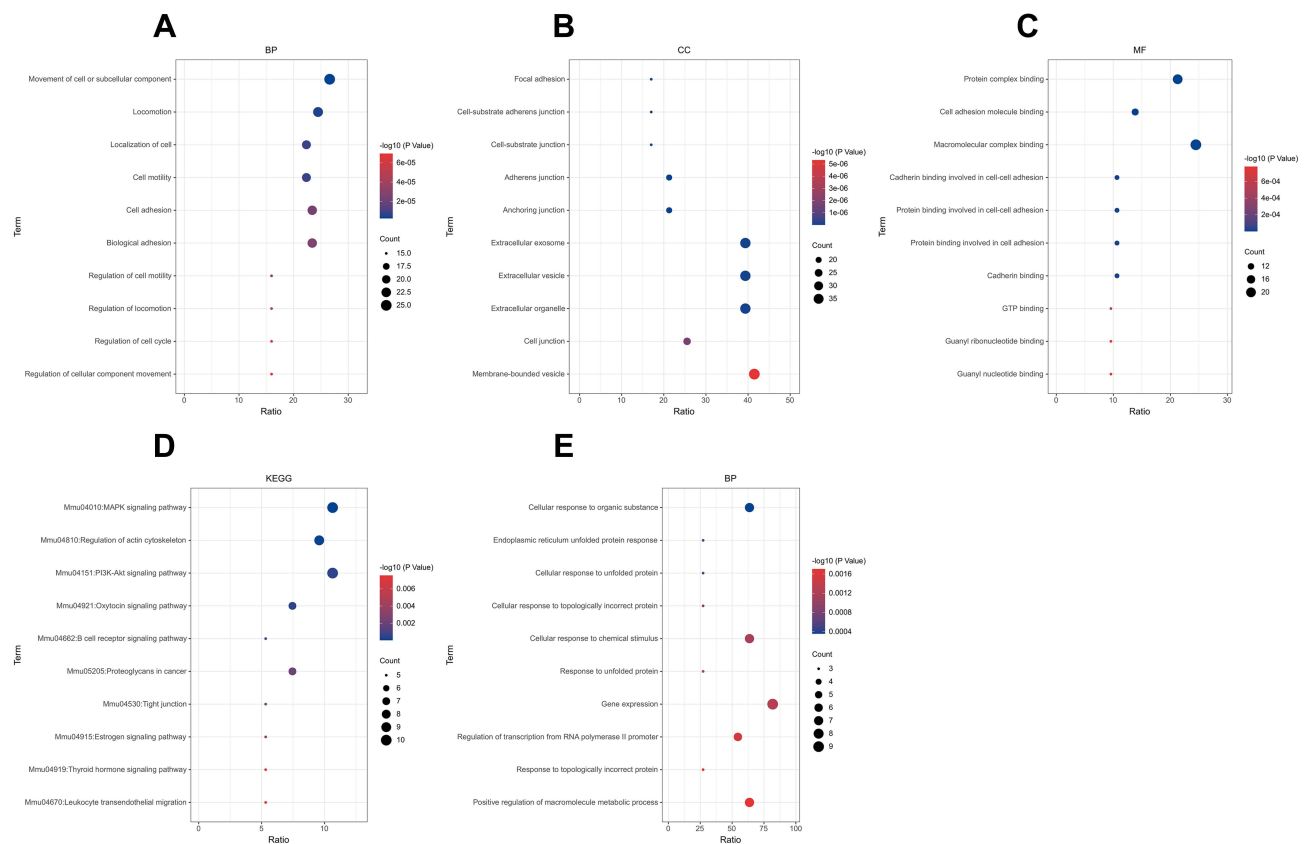 A
BP
Movement of cell or subcellular component
Locomotion
Localization of cell
Cell motility
Cell adhesion
Biological adhesion
Regulation of cell motility
Regulation of locomotion
Regulation of cell cycle
Regulation of cellular component movement
Term
0 10 20 30
Ratio
-log10 (P Value)
6e-05
4e-05
2e-05
Count
15.0
17.5
20.0
22.5
25.0
B
CC
Focal adhesion
Cell-substrate adherens junction
Cell-substrate junction
Adherens junction
Anchoring junction
Extracellular exosome
Extracellular vesicle
Extracellular organelle
Cell junction
Membrane-bounded vesicle
Term
0 10 20 30 40 50
Ratio
-log10 (P Value)
5e-06
4e-06
3e-06
2e-06
1e-06
Count
20
25
30
35
C
MF
Protein complex binding
Cell adhesion molecule binding
Macromolecular complex binding
Cadherin binding involved in cell-cell adhesion
Protein binding involved in cell-cell adhesion
Protein binding involved in cell adhesion
Cadherin binding
GTP binding
Guanyl ribonucleotide binding
Guanyl nucleotide binding
Term
0 10 20 30
Ratio
-log10 (P Value)
6e-04
4e-04
2e-04
Count
12
16
20
D
KEGG
Mmu04010:MAPK signaling pathway
Mmu04810:Regulation of actin cytoskeleton
Mmu04151:PI3K-Akt signaling pathway
Mmu04921:Oxytocin signaling pathway
Mmu04662:B cell receptor signaling pathway
Mmu05205:Proteoglycans in cancer
Mmu04530:Tight junction
Mmu04915:Estrogen signaling pathway
Mmu04919:Thyroid hormone signaling pathway
Mmu04670:Leukocyte transendothelial migration
Term
0 5 10
Ratio
-log10 (P Value)
0.006
0.004
0.002
Count
5
6
7
8
9
10
E
BP
Cellular response to organic substance
Endoplasmic reticulum unfolded protein response
Cellular response to unfolded protein
Cellular response to topologically incorrect protein
Cellular response to chemical stimulus
Response to unfolded protein
Gene expression
Regulation of transcription from RNA polymerase II promoter
Response to topologically incorrect protein
Positive regulation of macromolecule metabolic process
Term
0 25 50 75 100
Ratio
-log10 (P Value)
0.0016
0.0012
0.0008
0.0004
Count
3
4
5
6
7
8
9